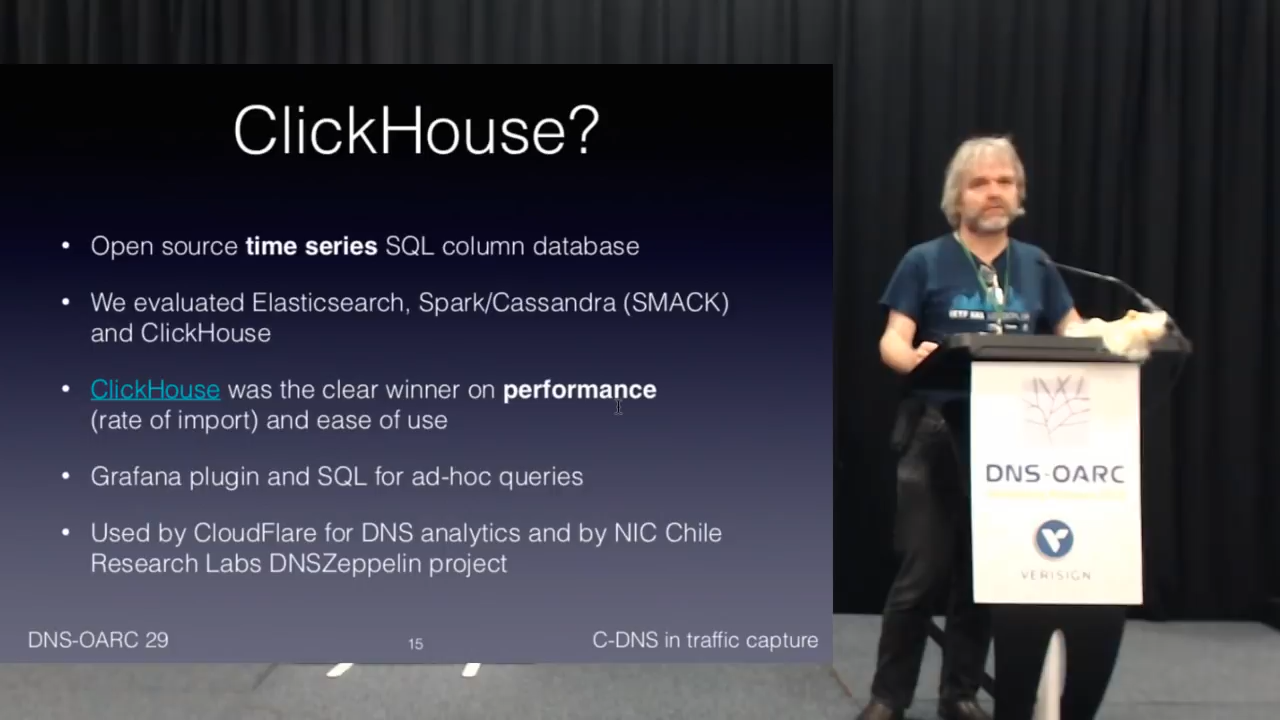 ClickHouse?
• Open source time series SQL column database
• We evaluated Elasticsearch, Spark/Cassandra (SMACK)
and ClickHouse
• ClickHouse was the clear winner on performance
(rate of import) and ease of use
• Grafana plugin and SQL for ad-hoc queries
• Used by CloudFlare for DNS analytics and by NIC Chile
Research Labs DNSZeppelin project
DNS-OARC 29
15
C-DNS in traffic capture
IETF
DNS-OARC
VERISIGN